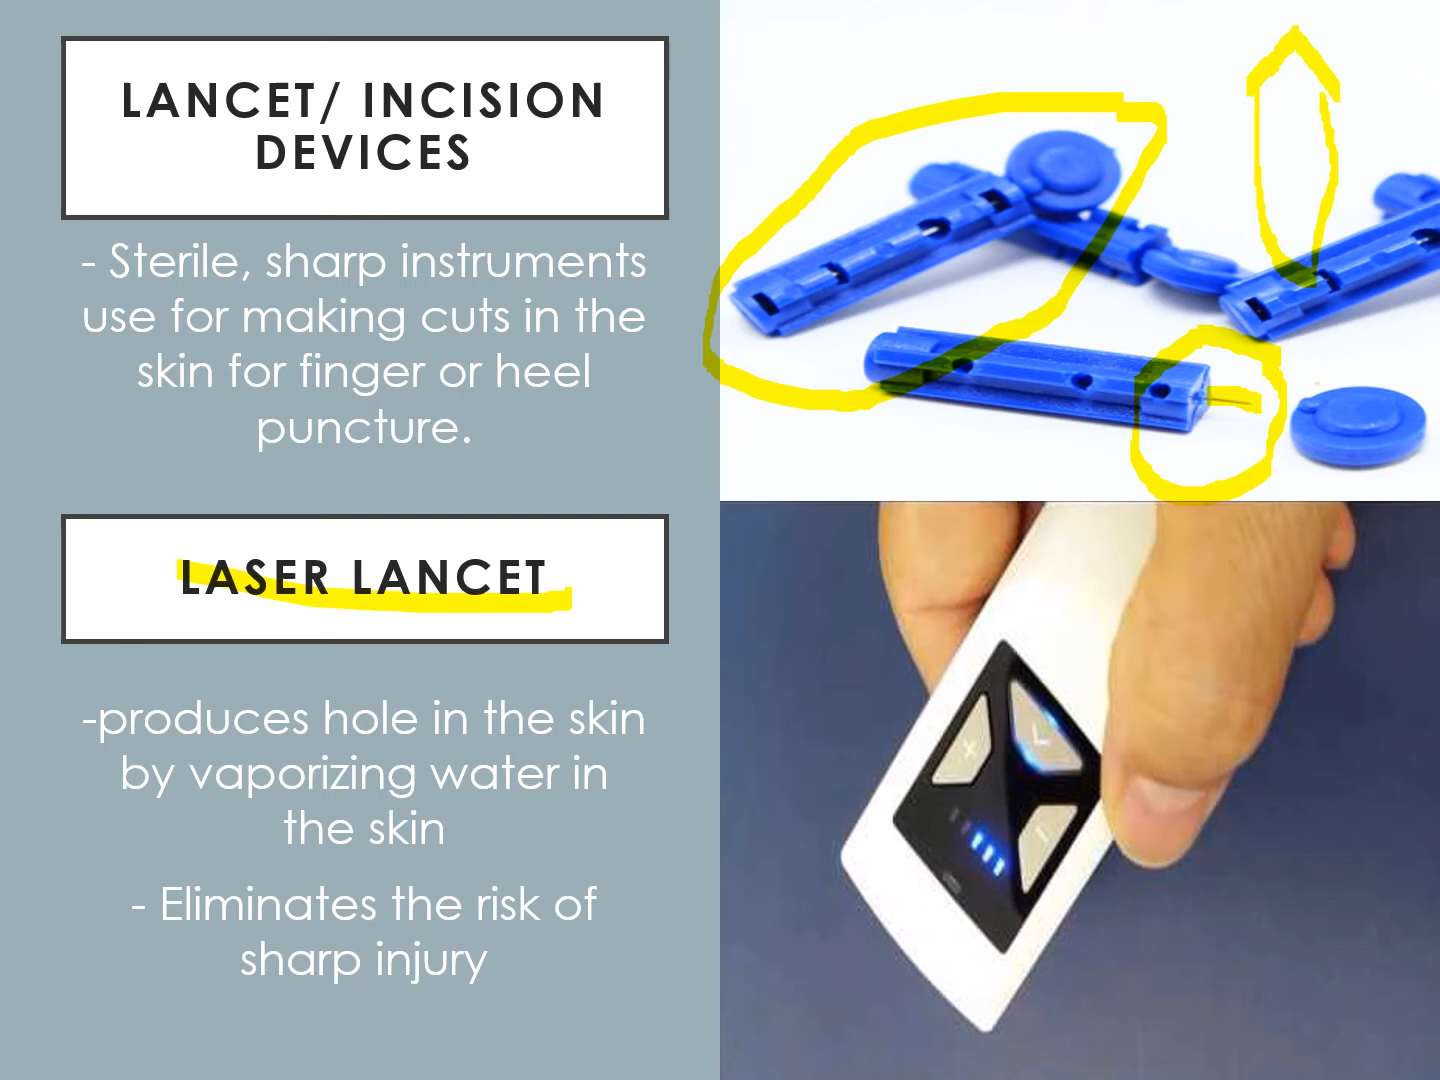 LANCET/ INCISION
DEVICES
- Sterile, sharp instruments
use for making cuts in the
skin for finger or heel
puncture.
LASER LANCET
-produces hole in the skin
by vaporizing water in
the skin
- Eliminates the risk of
sharp injury